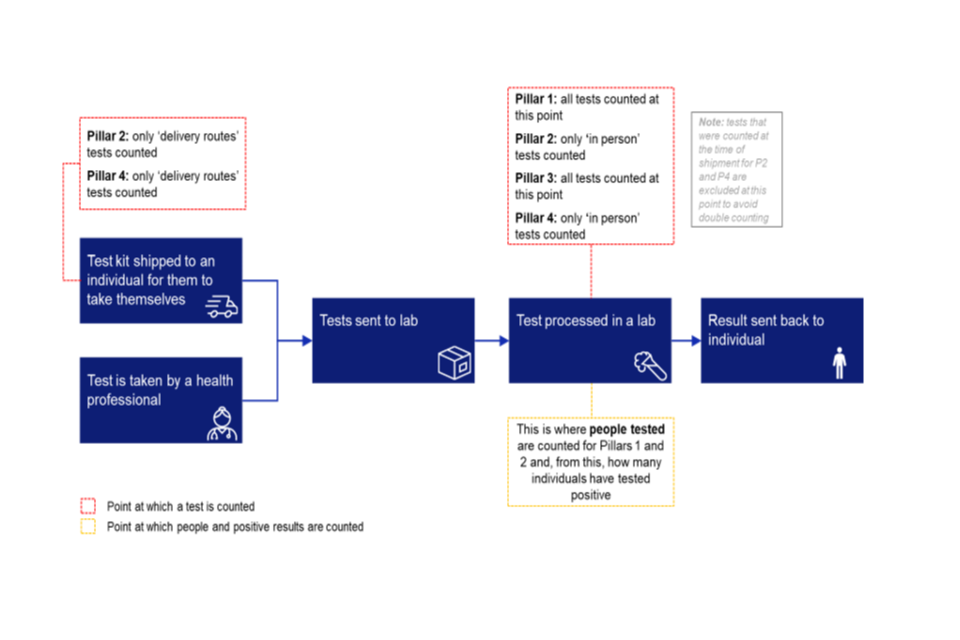 Pillar 2: only ‘delivery routes’
tests counted
Pillar 4: only ‘delivery routes’
tests counted
Test kit shipped to an
individual for them to
take themselves
Test is taken by a health
professional
Tests sent to lab
Pillar 1: all tests counted at
this point
Pillar 2: only ‘in person’
tests counted
Pillar 3: all tests counted at
this point
Pillar 4: only ‘in person’
tests counted
Note: tests that
were counted at
the time of
shipment for P2
and P4 are
excluded at this
point to avoid
double counting
Test processed in a lab
Result sent back to
individual
This is where people tested
are counted for Pillars 1 and
2 and, from this, how many
individuals have tested
positive
Point at which a test is counted
Point at which people and positive results are counted